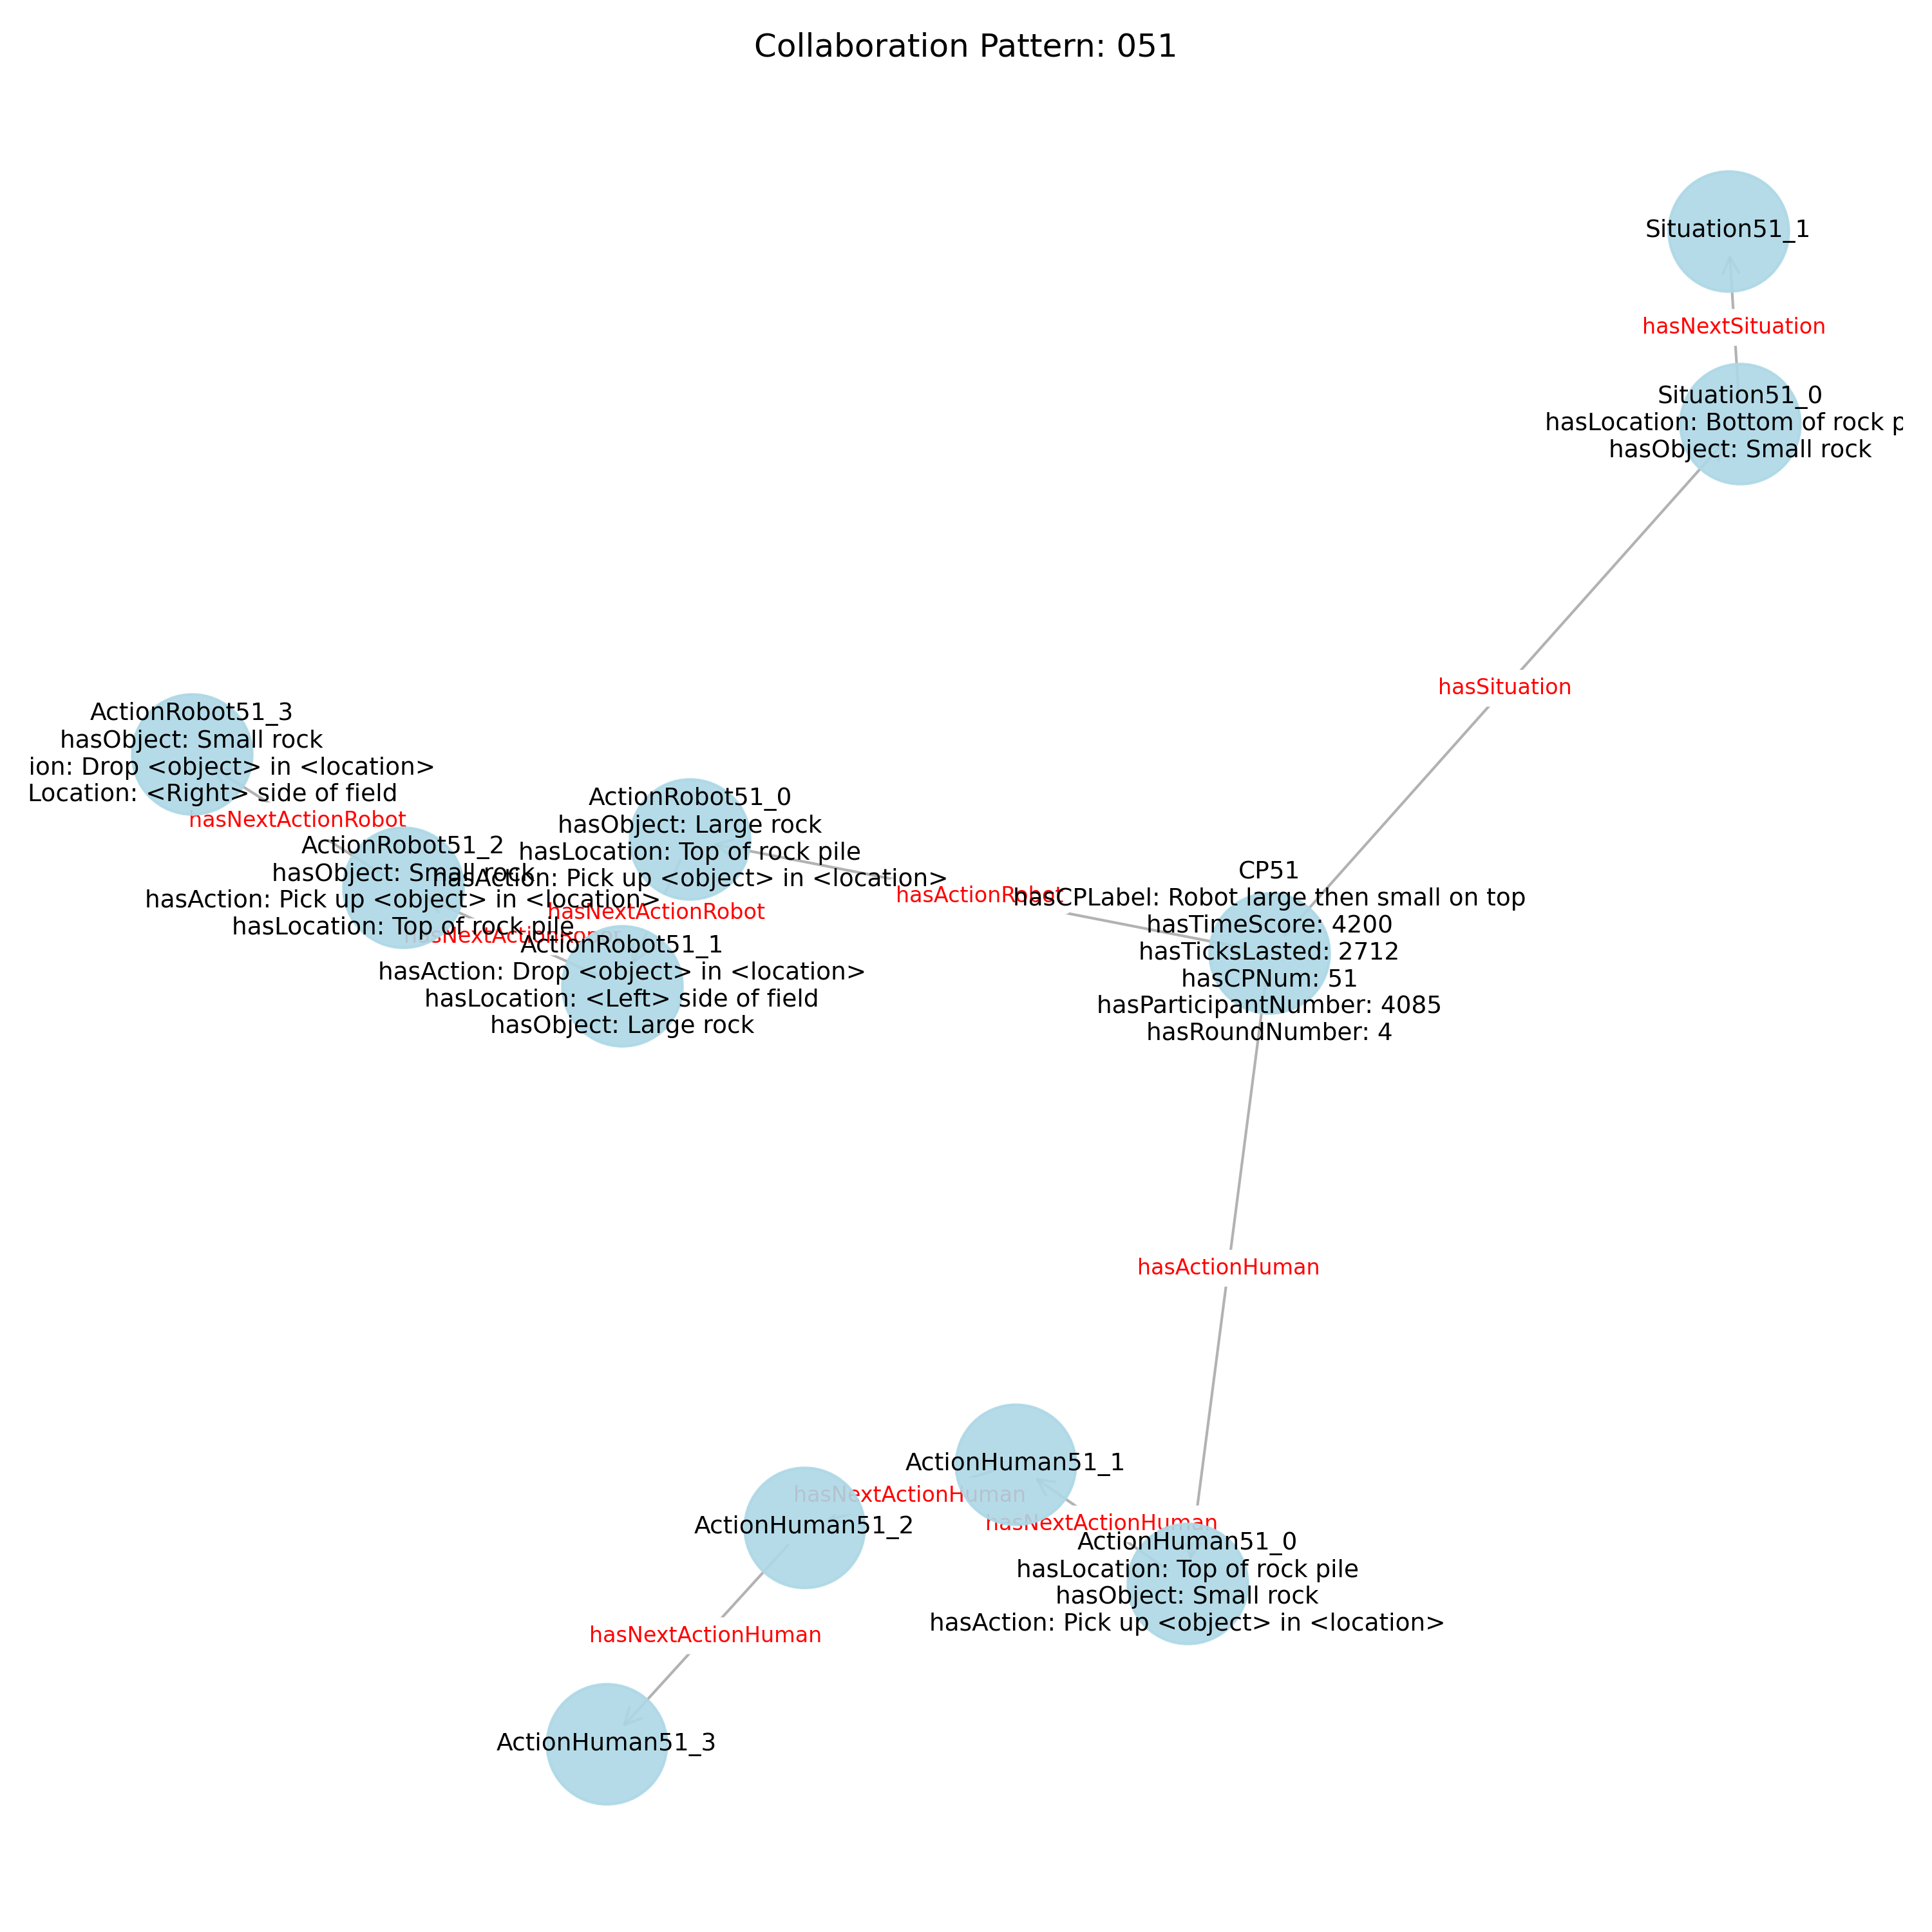 Collaboration Pattern: 051
Situation51_1
hasNextSituation
Situation51_0
hasLocation: Bottom of rock p
hasObject: Small rock
hasSituation
ActionRobot51_3
hasObject: Small rock
ion: Drop <object> in <location>
Location: <Right> side of field
hasNextActionRobot
ActionRobot51_0
hasObject: Large rock
hasLocation: Top of rock pile
hasAction: Pick up <object> in <location>
hasNextActionRobot
ActionRobot51_2
hasObject: Small rock
hasAction: Pick up <object> in <location>
hasLocation: Top of rock pile
hasNextActionRobot
ActionRobot51_1
hasAction: Drop <object> in <location>
hasLocation: <Left> side of field
hasObject: Large rock
hasActionRobot
CP51
hasCPLabel: Robot large then small on top
hasTimeScore: 4200
hasTicksLasted: 2712
hasCPNum: 51
hasParticipantNumber: 4085
hasRoundNumber: 4
hasActionHuman
ActionHuman51_1
hasNextActionHuman
ActionHuman51_2
hasNextActionHuman
ActionHuman51_0
hasLocation: Top of rock pile
hasObject: Small rock
hasAction: Pick up <object> in <location>
hasNextActionHuman
ActionHuman51_3